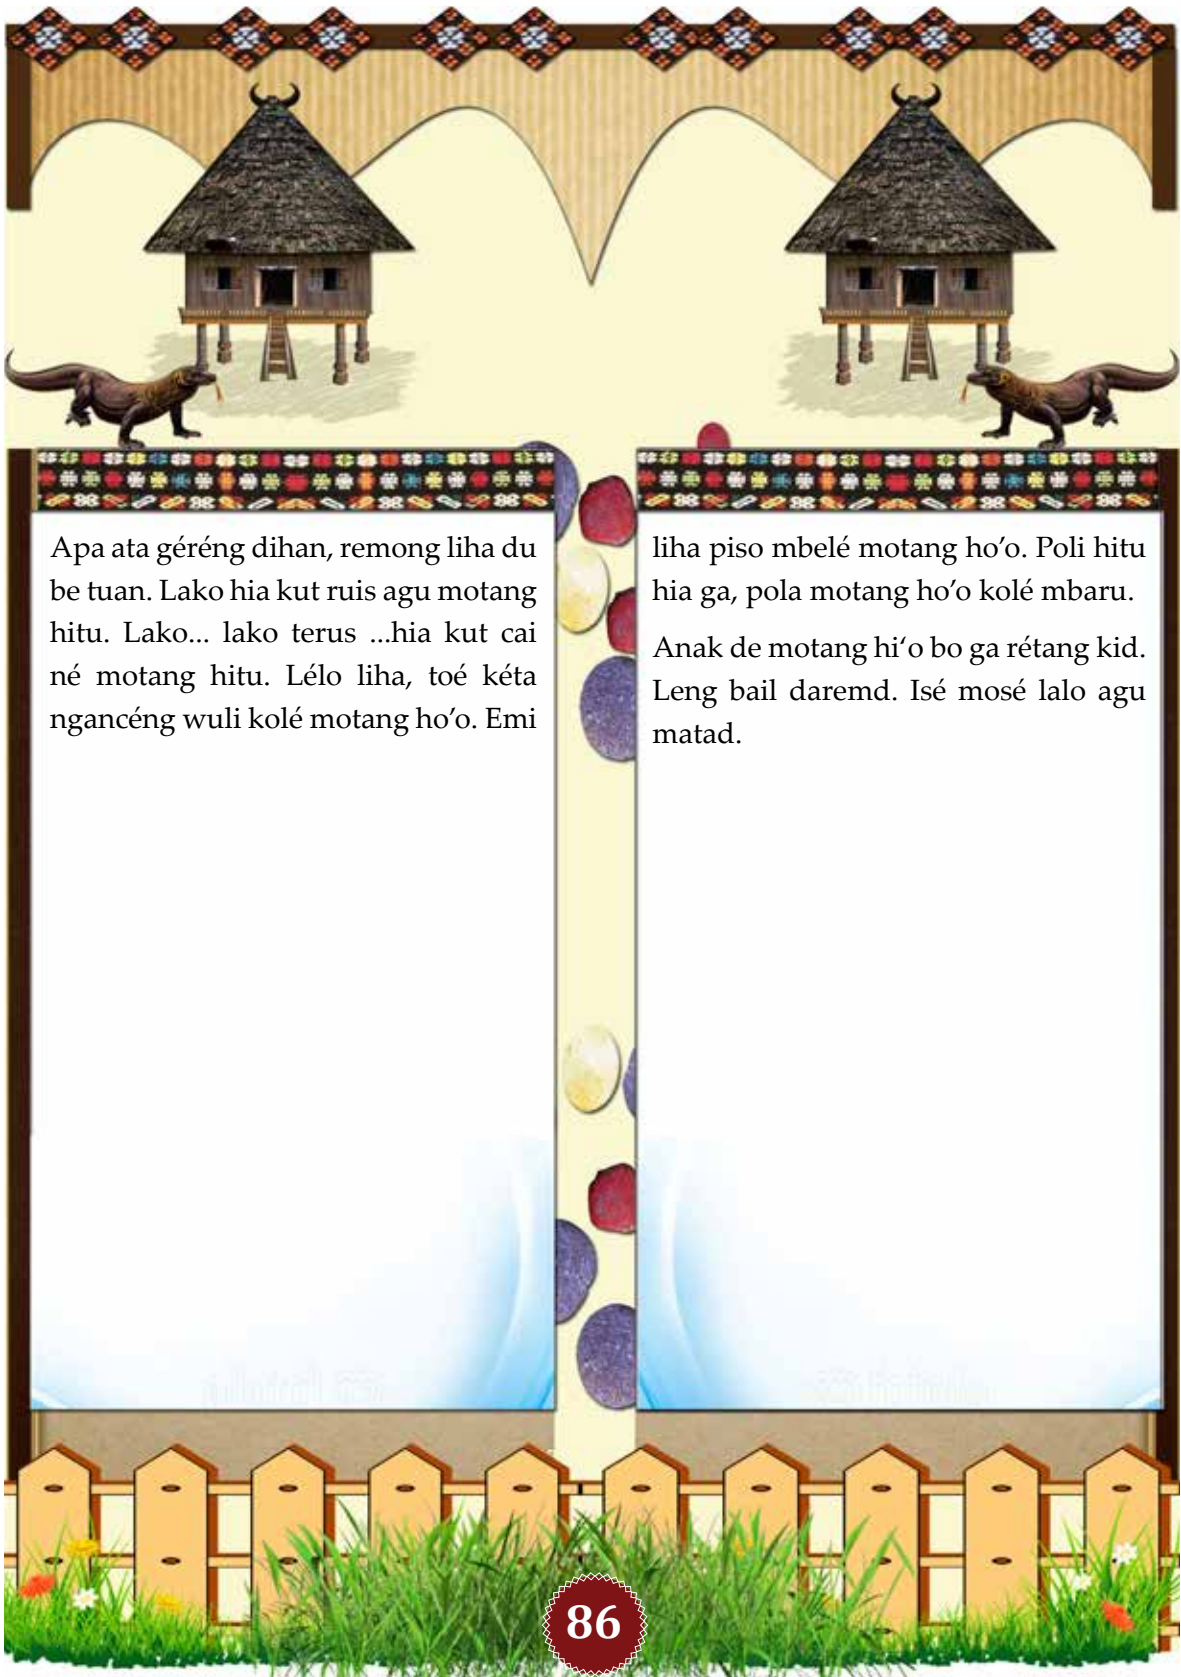 Apa ata géréng dihan, remong liha du
be tuan. Lako hia kut ruis agu motang
hitu. Lako... lako terus ...hia kut cai
né motang hitu. Lélo liha, toé kéta
ngancéng wuli kolé motang ho’o. Emi
liha piso mbelé motang ho’o. Poli hitu
hia ga, pola motang ho’o kolé mbaru.
Anak de motang hi‘o bo ga rétang kid.
Leng bail daremd. Isé mosé lalo agu
matad.
86